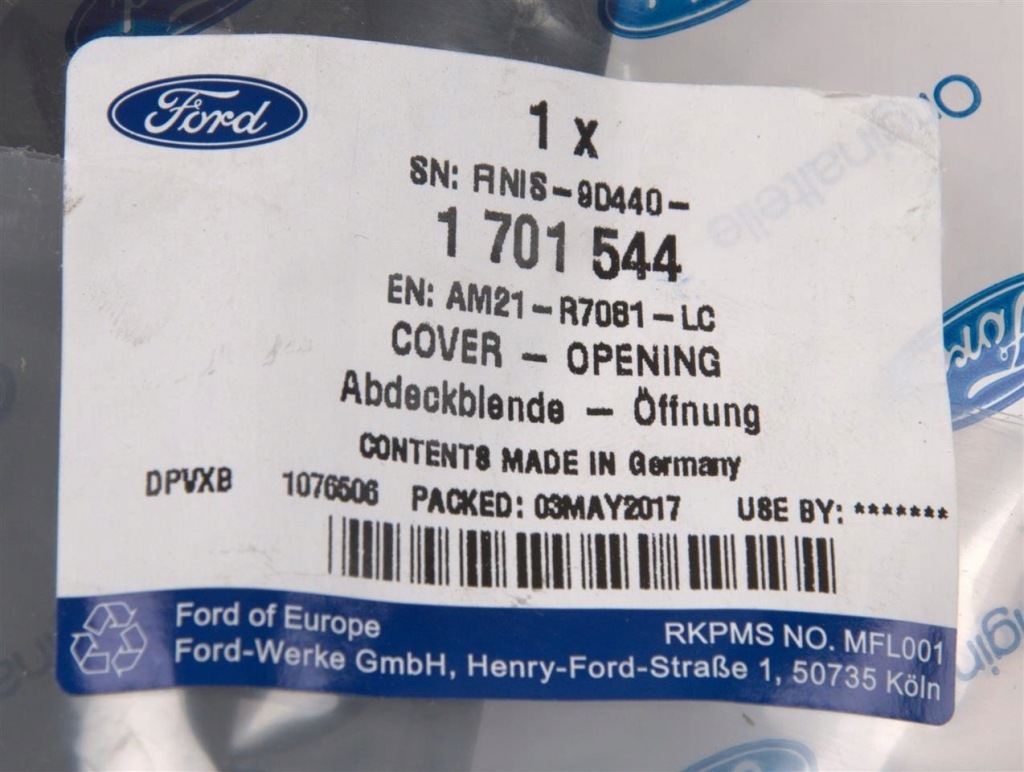 Ford
1 x
SN: FINIS-9D440-
1 701 544
EN: AM21-R7081-LC
COVER - OPENING
Abdeckblende - Öffnung
CONTENTS MADE IN Germany
DPVXB 1076506 PACKED: 03MAY2017 USE BY: *******
Ford of Europe
RKPMS NO. MFL001
Ford-Werke GmbH, Henry-Ford-Straße 1, 50735 Köln
Ford